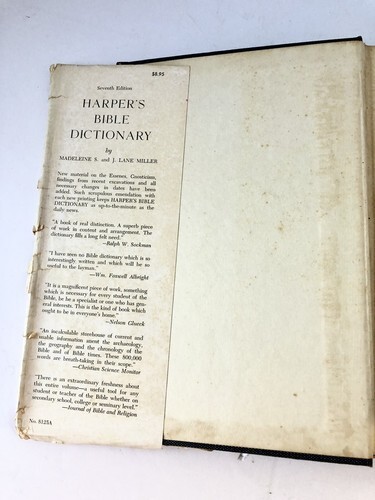 $8.95
Seventh Edition
HARPER'S
BIBLE
DICTIONARY
by
MADELEINE S. and J. LANE MILLER
New material on the Essenes, Gnosticism,
findings from recent excavations and all
necessary changes in dates have been
added. Such scrupulous emendation with
each new printing keeps HARPER'S BIBLE
DICTIONARY as up-to-the-minute as the
daily news.
"A book of real distinction. A superb piece
of work in content and arrangement. The
dictionary fills a long felt need."
—Ralph W. Sockman
"I have seen no Bible dictionary which is so
interestingly written and which will be so
useful to the layman."
—Wm. Foxwell Albright
"It is a magnificent piece of work, something
which is necessary for every student of the
Bible, be he a specialist or one who has gen-
eral interests. This is the kind of book which
ought to be in everyone's home."
—Nelson Glueck
"An incalculable storehouse of current and
usable information anent the archaeology,
the geography and the chronology of the
Bible and of Bible times. These 800,000
words are breath-taking in their scope."
—Christian Science Monitor
"There is an extraordinary freshness about
this entire volume—a useful tool for any
student or teacher of the Bible whether on
secondary school, college or seminary level."
—Journal of Bible and Religion
No. 8125A